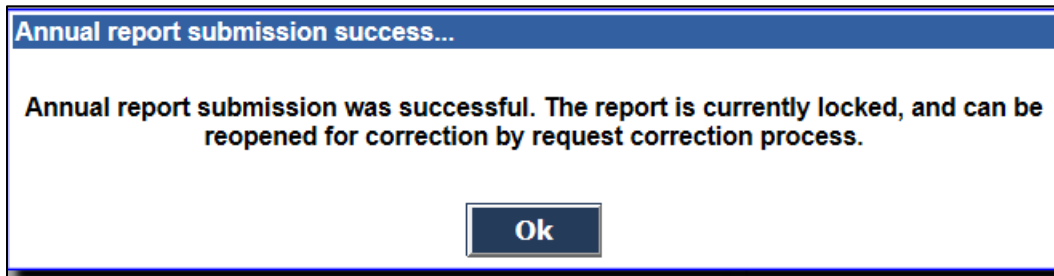 Annual report submission success...
Annual report submission was successful. The report is currently locked, and can be
reopened for correction by request correction process.
Ok